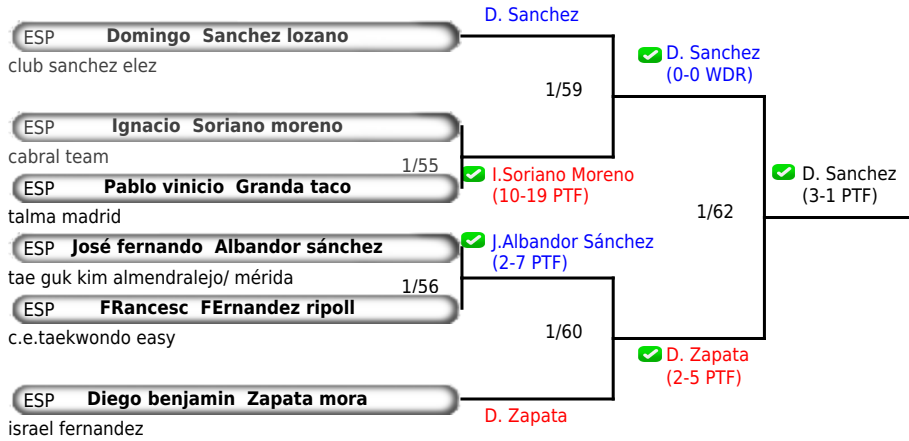 D. Sanchez
ESP Domingo Sanchez lozano
club sanchez elez
D. Sanchez
(0-0 WDR)
1/59
ESP Ignacio Soriano moreno
cabral team
1/55
I.Soriano Moreno
(10-19 PTF)
ESP Pablo vinicio Granda taco
talma madrid
D. Sanchez
(3-1 PTF)
1/62
ESP José fernando Albandor sánchez
tae guk kim almendralejo/ mérida
J.Albandor Sánchez
(2-7 PTF)
1/56
ESP FRancesc FErnandez ripoll
c.e.taekwondo easy
1/60
D. Zapata
(2-5 PTF)
ESP Diego benjamin Zapata mora
israel fernandez
D. Zapata